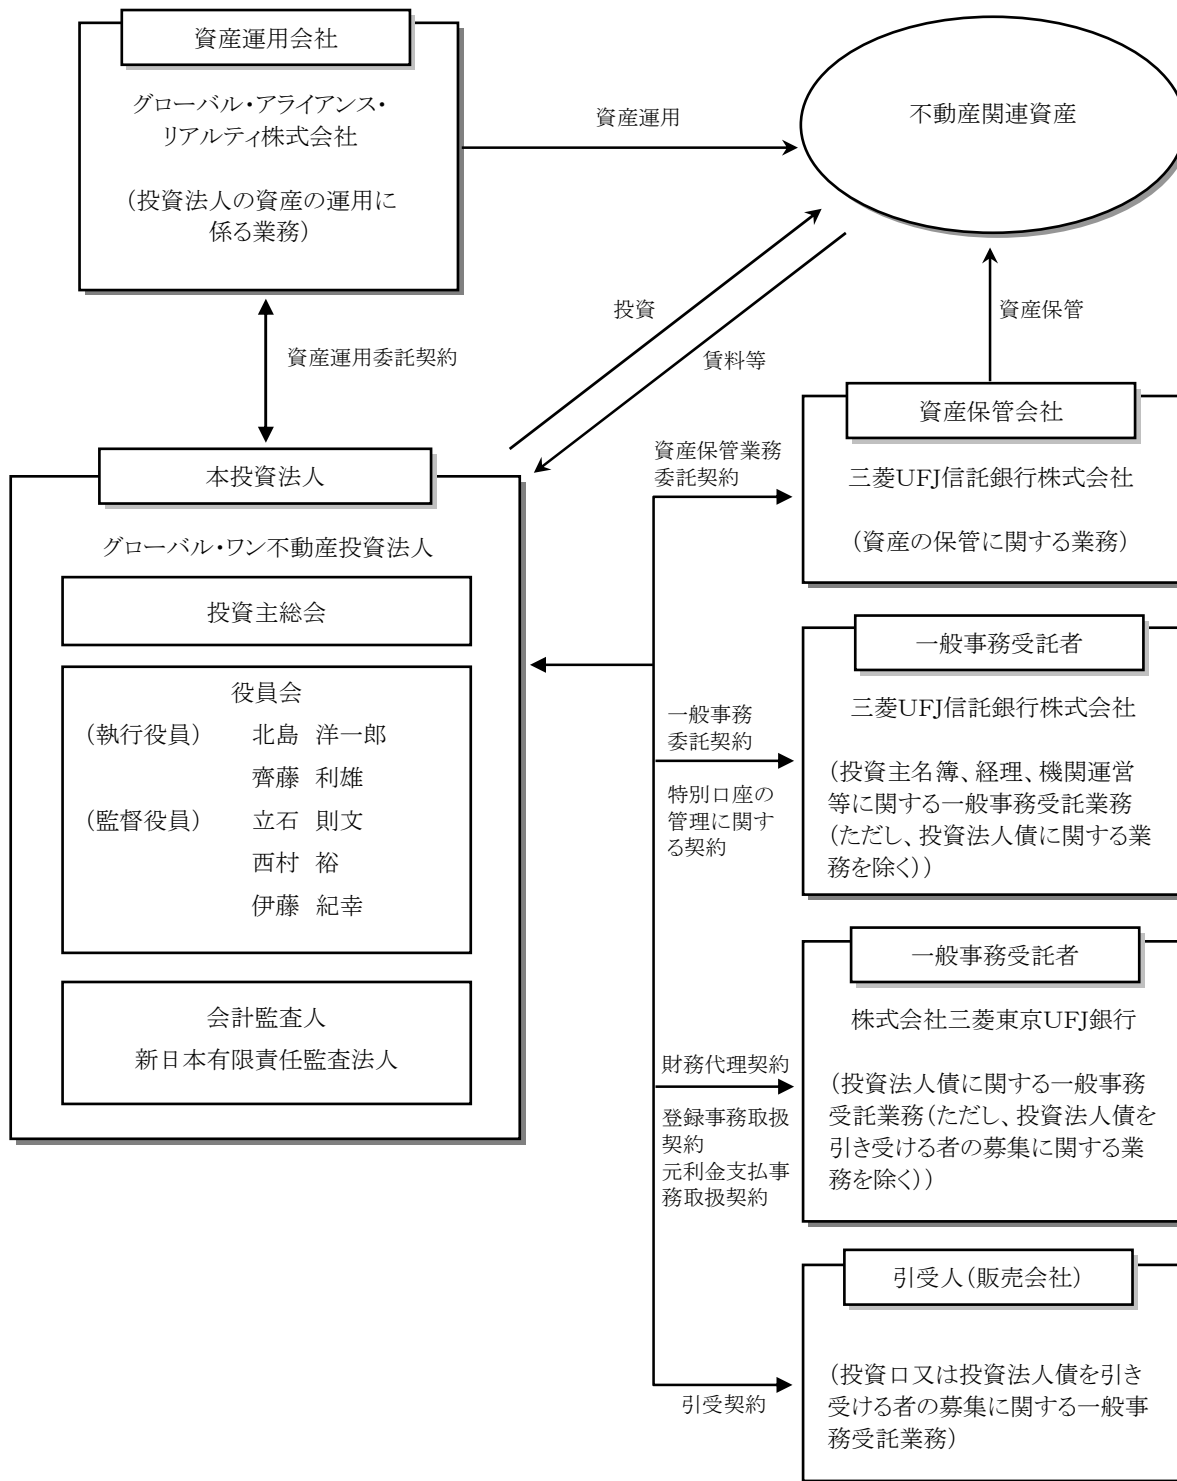 資産運用会社
グローバル・アライアンス・
リアルティ株式会社
（投資法人の資産の運用に
係る業務）
資産運用
不動産関連資産
投資
賃料等
資産保管
資産運用委託契約
本投資法人
グローバル・ワン不動産投資法人
投資主総会
役員会
（執行役員） 北島 洋一郎
齊藤 利雄
（監督役員） 立石 則文
西村 裕
伊藤 紀幸
会計監査人
新日本有限責任監査法人
資産保管業務
委託契約
資産保管会社
三菱UFJ信託銀行株式会社
（資産の保管に関する業務）
一般事務
委託契約
特別口座の
管理に関す
る契約
一般事務受託者
三菱UFJ信託銀行株式会社
（投資主名簿、経理、機関運営
等に関する一般事務受託業務
（ただし、投資法人債に関する業
務を除く））
財務代理契約
登録事務取扱
契約
元利金支払事
務取扱契約
一般事務受託者
株式会社三菱東京UFJ銀行
（投資法人債に関する一般事務
受託業務（ただし、投資法人債を
引き受ける者の募集に関する業
務を除く））
引受契約
引受人（販売会社）
（投資口又は投資法人債を引き
受ける者の募集に関する一般事
務受託業務）